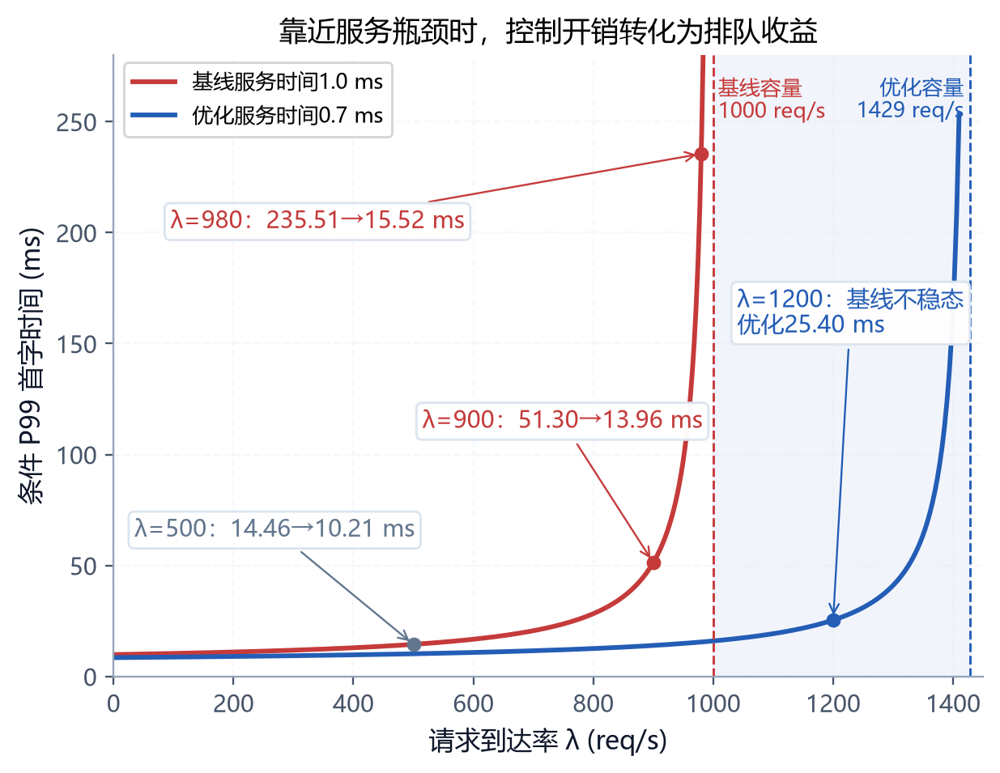 靠近服务瓶颈时，控制开销转化为排队收益
基线服务时间1.0 ms
优化服务时间0.7 ms
基线容量
1000 req/s
优化容量
1429 req/s
λ=980：235.51→15.52 ms
λ=1200：基线不稳态
优化25.40 ms
λ=900：51.30→13.96 ms
λ=500：14.46→10.21 ms
条件 P99 首字时间 (ms)
250
200
150
100
50
0
0 200 400 600 800 1000 1200 1400
请求到达率 λ (req/s)